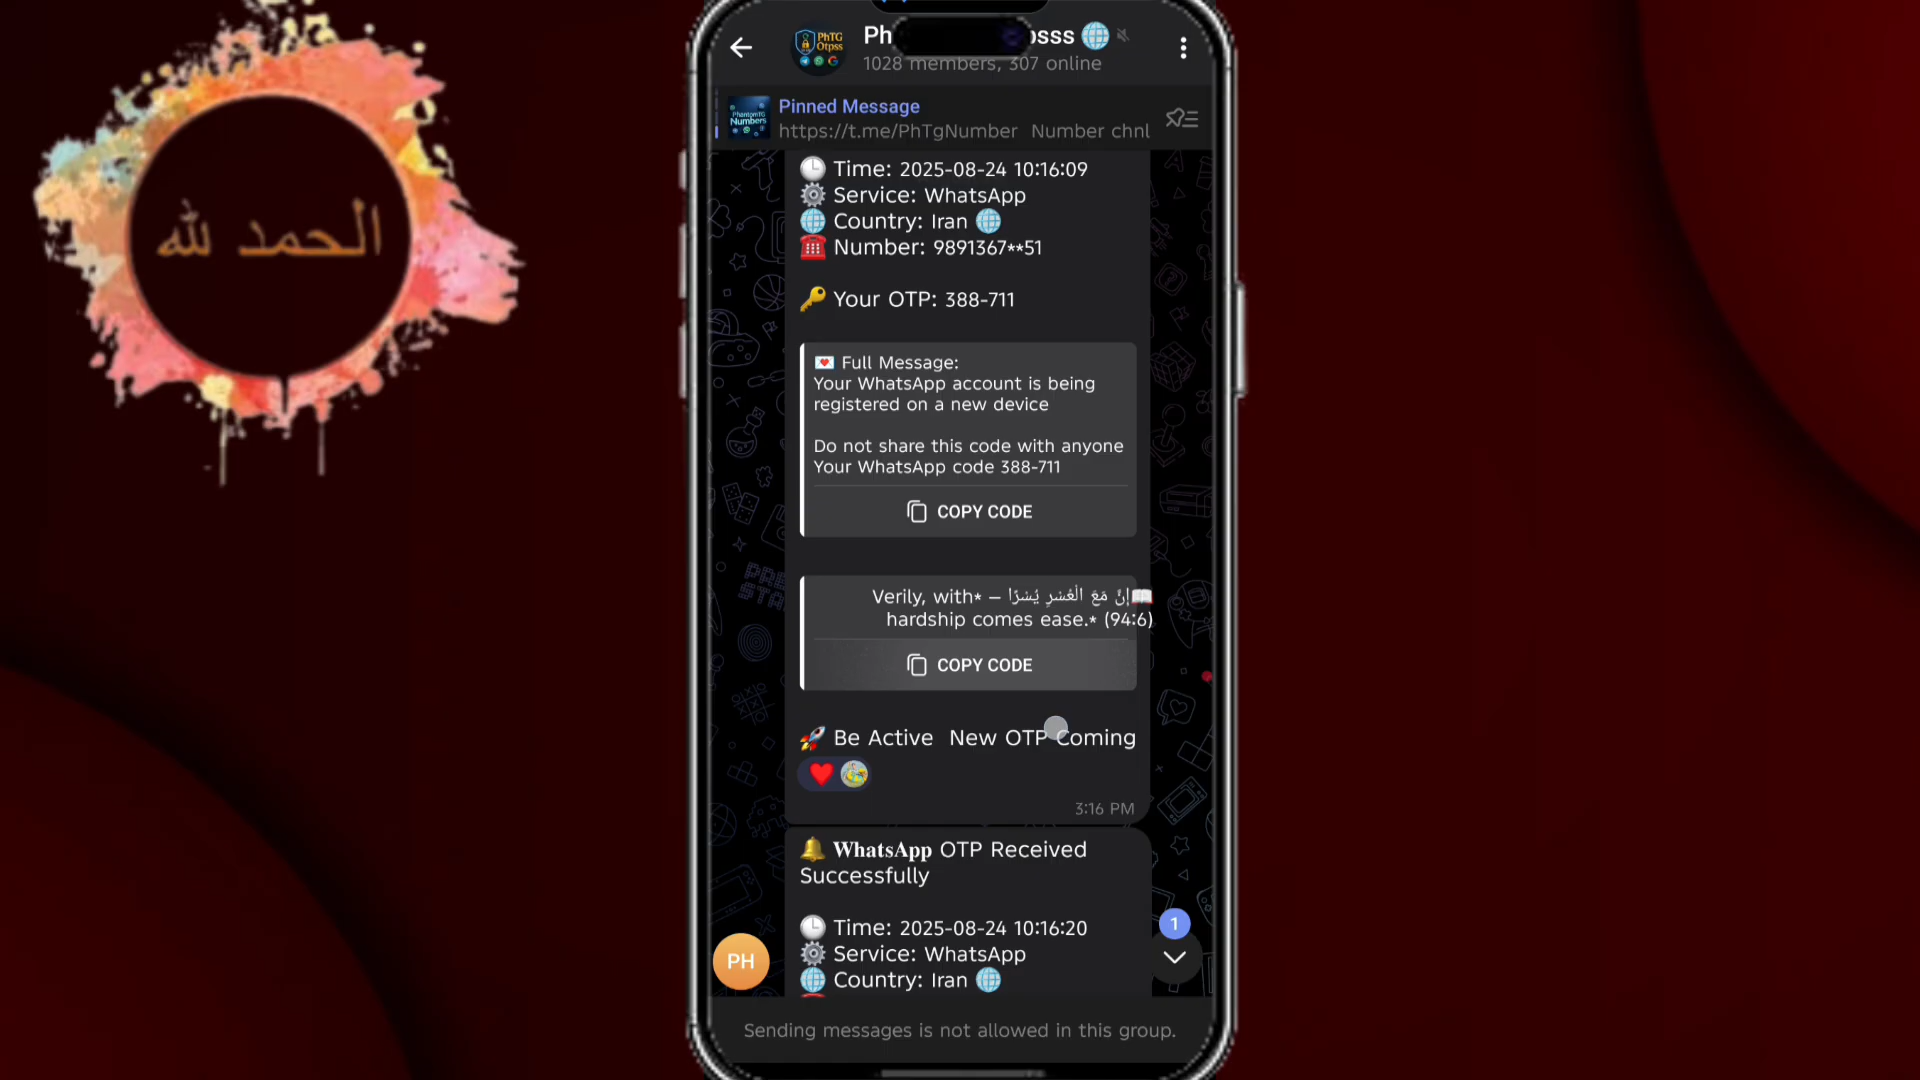 الحمد لله
Ph
osss
PhTG
Otpss
1028 members, 307 online
PhantomTG
Numbers
Pinned Message
https://t.me/PhTgNumber Number chnl
Time: 2025-08-24 10:16:09
Service: WhatsApp
Country: Iran
Number: 9891367**51
Your OTP: 388-711
Full Message:
Your WhatsApp account is being
registered on a new device
Do not share this code with anyone
Your WhatsApp code 388-711
COPY CODE
إِنَّ مَعَ الْعُسْرِ يُسْرًا – *Verily, with
hardship comes ease.* (94:6)
COPY CODE
Be Active New OTP Coming
3:16 PM
WhatsApp OTP Received
Successfully
Time: 2025-08-24 10:16:20
Service: WhatsApp
Country: Iran
1
PH
Sending messages is not allowed in this group.